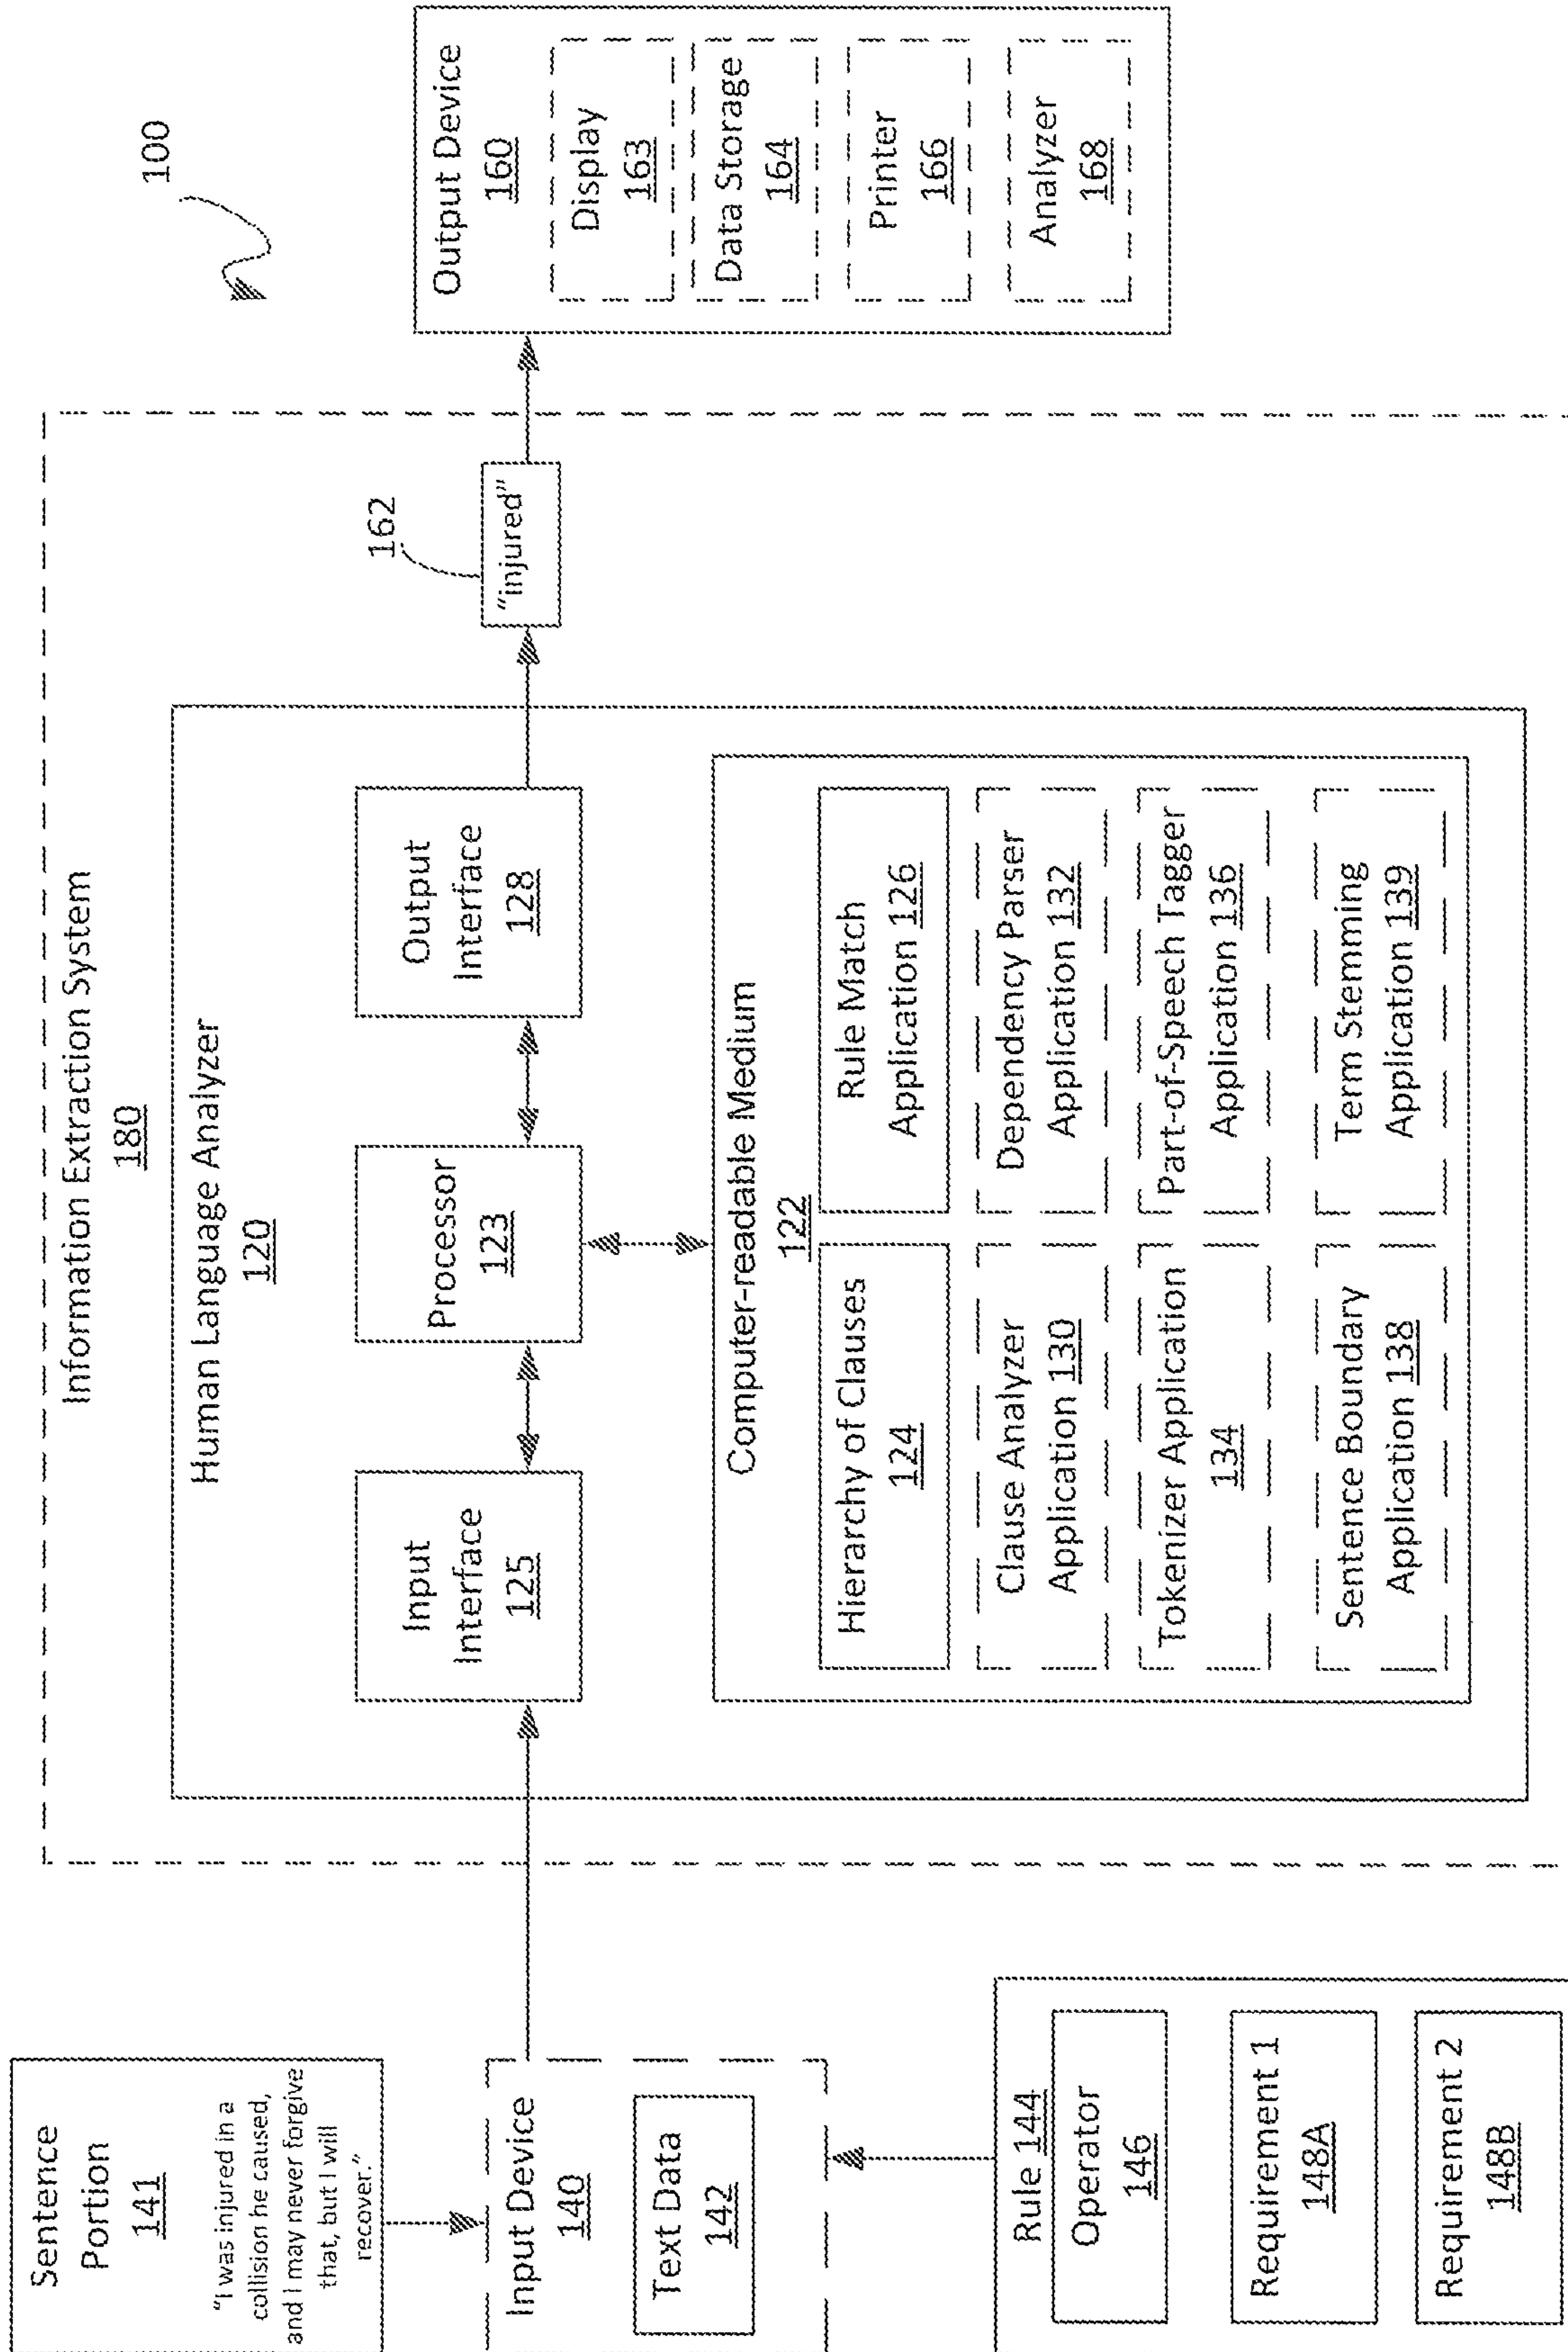 100
Sentence
Portion
141
"I was injured in a
collision he caused,
and I may never forgive
that, but I will
recover."
Input Device
140
Text Data
142
Rule 144
Operator
146
Requirement 1
148A
Requirement 2
148B
Information Extraction System
180
Human Language Analyzer
120
Input
Interface
125
Processor
123
Output
Interface
128
Computer-readable Medium
122
Hierarchy of Clauses
124
Rule Match
Application 126
Clause Analyzer
Application 130
Dependency Parser
Application 132
Tokenizer Application
134
Part-of-Speech Tagger
Application 136
Sentence Boundary
Application 138
Term Stemming
Application 139
162
"injured"
Output Device
160
Display
163
Data Storage
164
Printer
166
Analyzer
168